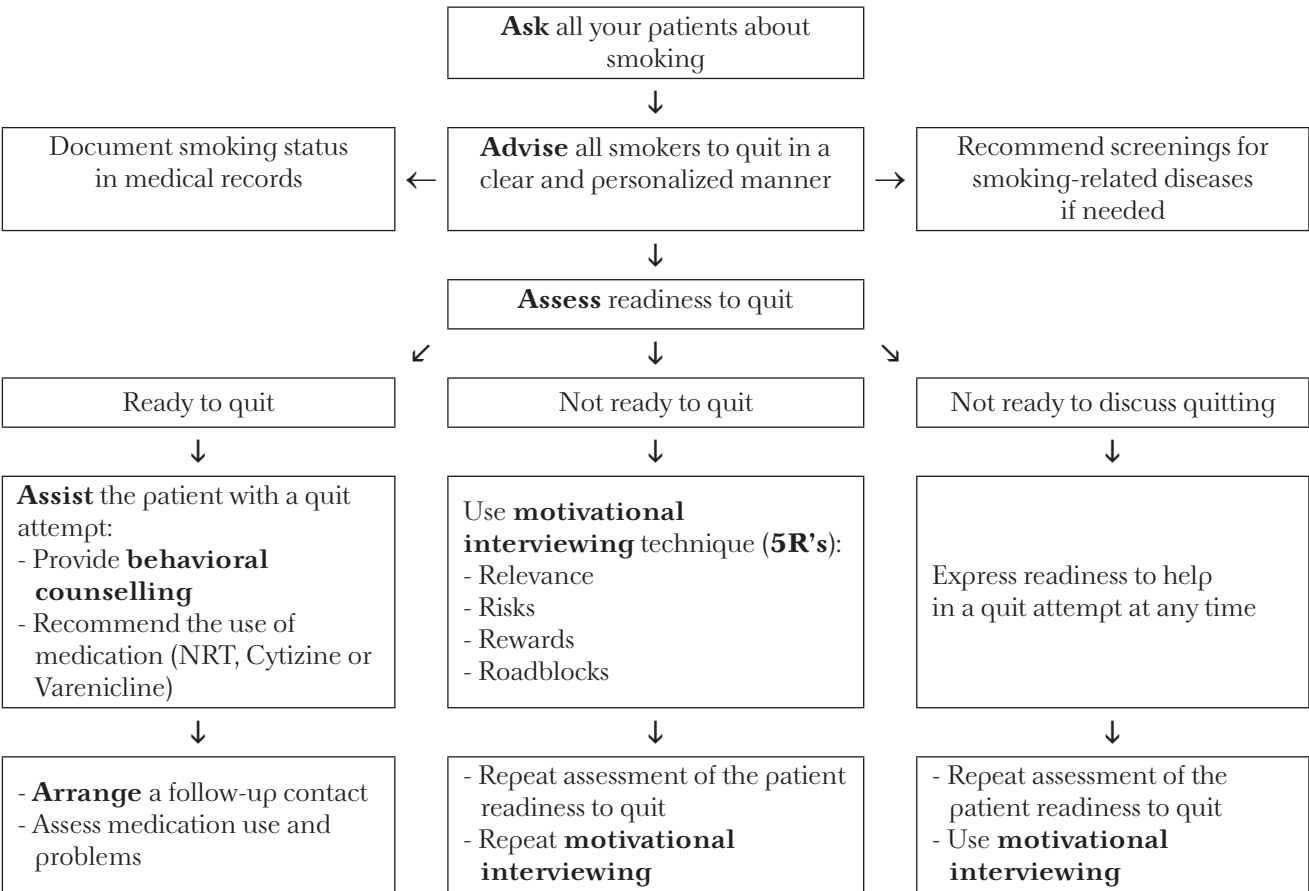 Ask all your patients about
smoking
↓
Document smoking status
in medical records
←
Advise all smokers to quit in a
clear and personalized manner
→
Recommend screenings for
smoking-related diseases
if needed
↓
Assess readiness to quit
↙ ↓ ↘
Ready to quit
Not ready to quit
Not ready to discuss quitting
↓ ↓ ↓
Assist the patient with a quit
attempt:
- Provide behavioral
counselling
- Recommend the use of
medication (NRT, Cytizine or
Varenicline)
Use motivational
interviewing technique (5R's):
- Relevance
- Risks
- Rewards
- Roadblocks
Express readiness to help
in a quit attempt at any time
↓ ↓ ↓
- Arrange a follow-up contact
- Assess medication use and
problems
- Repeat assessment of the patient
readiness to quit
- Repeat motivational
interviewing
- Repeat assessment of the
patient readiness to quit
- Use motivational
interviewing